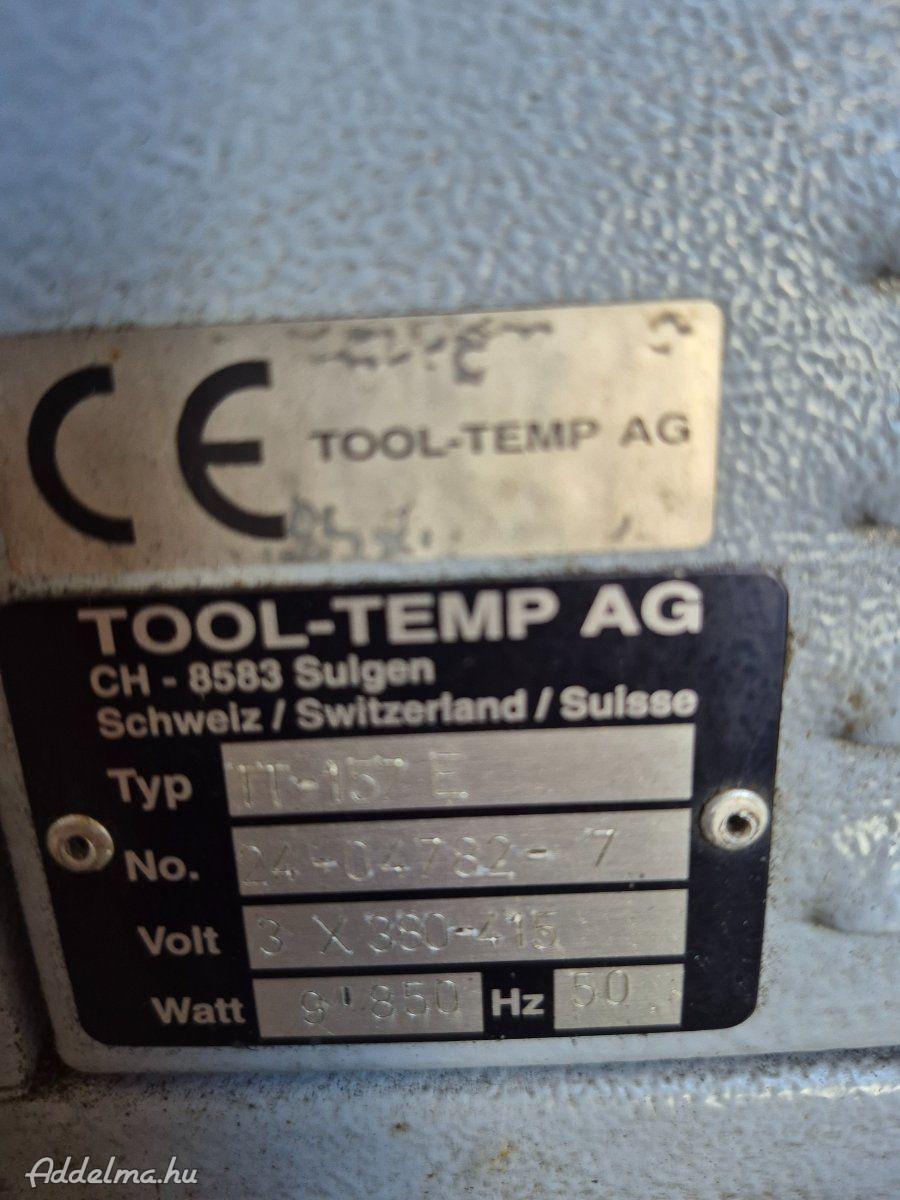 CE TOOL-TEMP AG
TOOL-TEMP AG
CH - 8583 Sulgen
Schweiz / Switzerland / Suisse
Typ TT-157 E
No. 24-04782-7
Volt 3 X 380-415
Watt 9'850 Hz 50
Addelma.hu